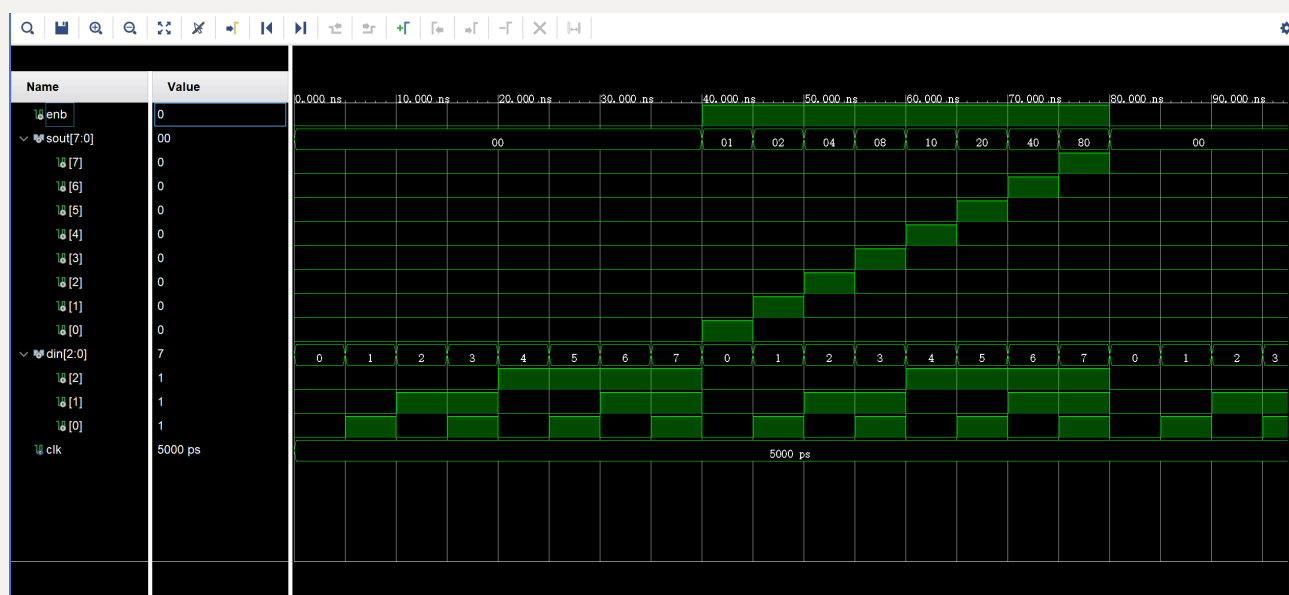 Name Value
0.000 ns 10.000 ns 20.000 ns 30.000 ns 40.000 ns 50.000 ns 60.000 ns 70.000 ns 80.000 ns 90.000 ns
enb 0
sout[7:0] 00 00 01 02 04 08 10 20 40 80 00
[7] 0
[6] 0
[5] 0
[4] 0
[3] 0
[2] 0
[1] 0
[0] 0
din[2:0] 7 0 1 2 3 4 5 6 7 0 1 2 3 4 5 6 7 0 1 2 3
[2] 1
[1] 1
[0] 1
clk 5000 ps 5000 ps